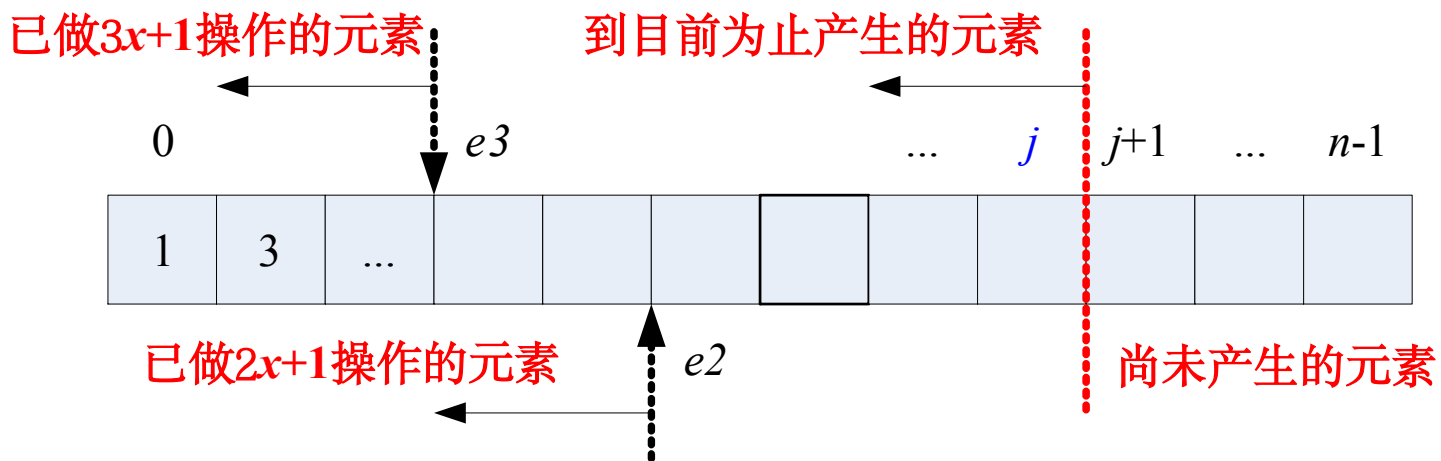 已做3x+1操作的元素 到目前为止产生的元素
0 e3 ... j j+1 ... n-1
1 3 ...
已做2x+1操作的元素 e2 尚未产生的元素